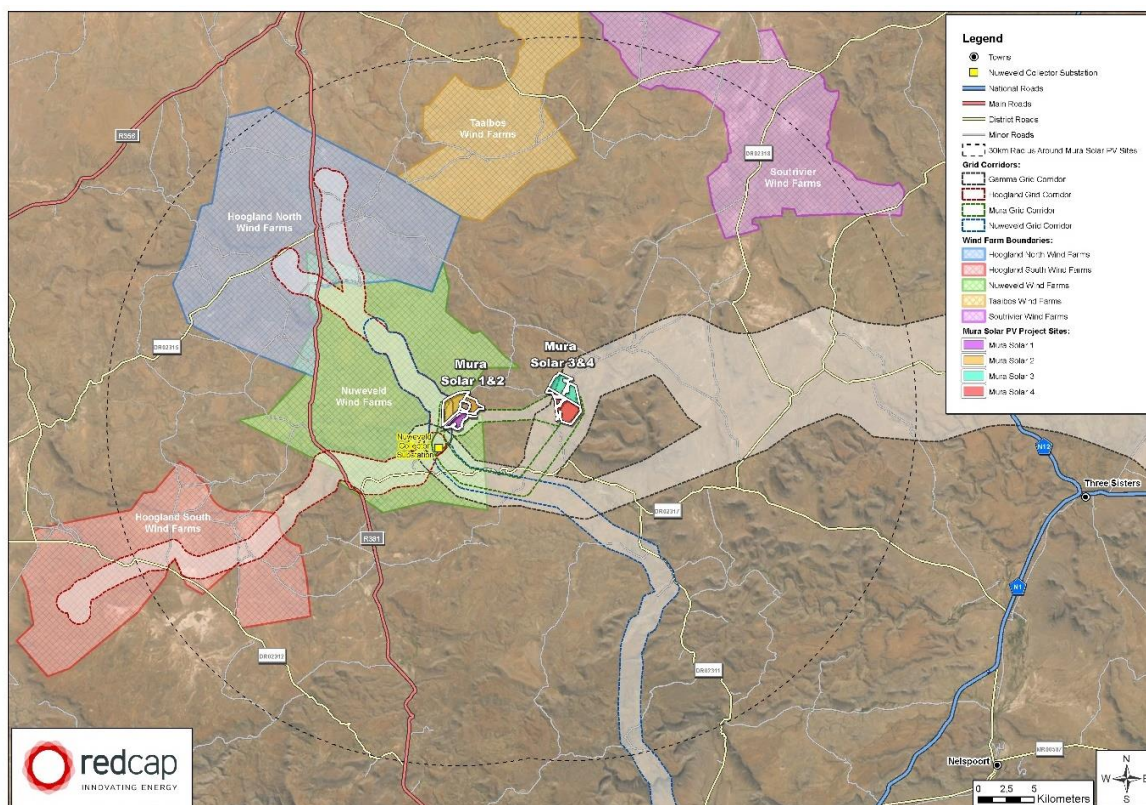 Legend
Towns
Nuweveld Collector Substation
National Roads
Main Roads
District Roads
Minor Roads
30km Radius Around Mura Solar PV Sites
Grid Corridors:
Gamma Grid Corridor
Hoogland Grid Corridor
Mura Grid Corridor
Nuweveld Grid Corridor
Wind Farm Boundaries:
Hoogland North Wind Farms
Hoogland South Wind Farms
Nuweveld Wind Farms
Taaibos Wind Farms
Soutrivier Wind Farms
Mura Solar PV Project Sites:
Mura Solar 1
Mura Solar 2
Mura Solar 3
Mura Solar 4
Taaibos
Wind Farms
R356
DR02318
Soutrivier
Wind Farms
Hoogland North
Wind Farms
DR02315
Mura
Solar 3&4
Mura
Solar 1&2
Nuweveld
Wind Farms
Nuweveld
Collector
Substation
N12
Three Sisters
DR02317
Hoogland South
Wind Farms
R381
N1
DR02312
DR02311
Nelspoort
redcap
INNOVATING ENERGY
0 2.5 5
Kilometers
N
W E
S